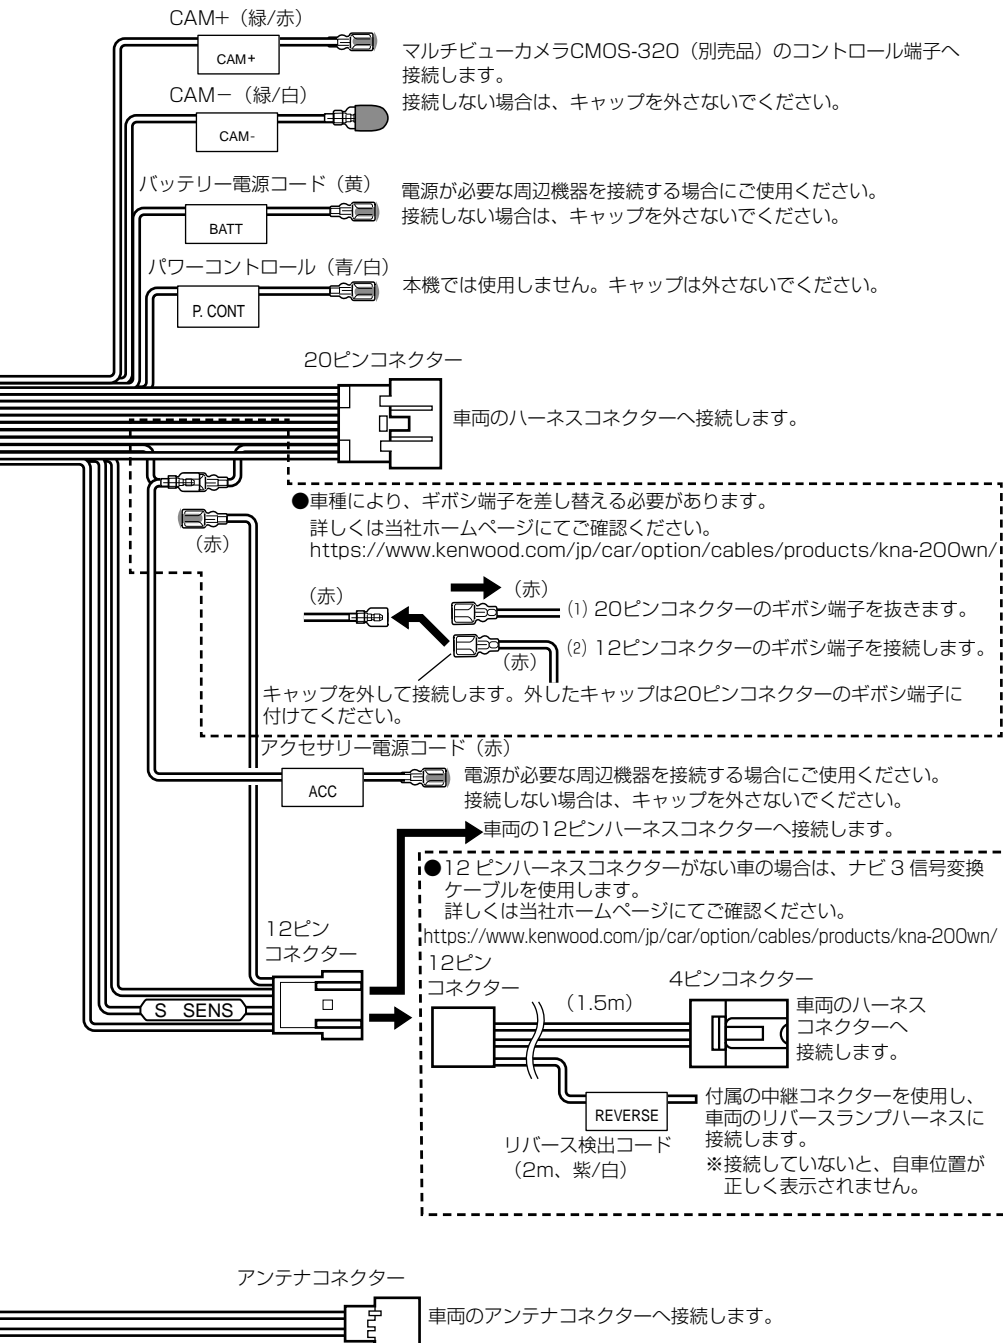 CAM+（緑/赤）
CAM+
マルチビューカメラCMOS-320（別売品）のコントロール端子へ
接続します。
接続しない場合は、キャップを外さないでください。
CAM－（緑/白）
CAM-
バッテリー電源コード（黄）
BATT
電源が必要な周辺機器を接続する場合にご使用ください。
接続しない場合は、キャップを外さないでください。
パワーコントロール（青/白）
P. CONT
本機では使用しません。キャップは外さないでください。
20ピンコネクター
車両のハーネスコネクターへ接続します。
●車種により、ギボシ端子を差し替える必要があります。
詳しくは当社ホームページにてご確認ください。
https://www.kenwood.com/jp/car/option/cables/products/kna-200wn/
（赤）
（赤）
（赤）
⑴ 20ピンコネクターのギボシ端子を抜きます。
⑵ 12ピンコネクターのギボシ端子を接続します。
（赤）
キャップを外して接続します。外したキャップは20ピンコネクターのギボシ端子に
付けてください。
アクセサリー電源コード（赤）
ACC
電源が必要な周辺機器を接続する場合にご使用ください。
接続しない場合は、キャップを外さないでください。
車両の12ピンハーネスコネクターへ接続します。
●12 ピンハーネスコネクターがない車の場合は、ナビ 3 信号変換
ケーブルを使用します。
詳しくは当社ホームページにてご確認ください。
https://www.kenwood.com/jp/car/option/cables/products/kna-200wn/
12ピン
コネクター
S SENS
12ピン
コネクター
（1.5m）
4ピンコネクター
車両のハーネス
コネクターへ
接続します。
REVERSE
リバース検出コード
（2m、紫/白）
付属の中継コネクターを使用し、
車両のリバースランプハーネスに
接続します。
※接続していないと、自車位置が
正しく表示されません。
アンテナコネクター
車両のアンテナコネクターへ接続します。